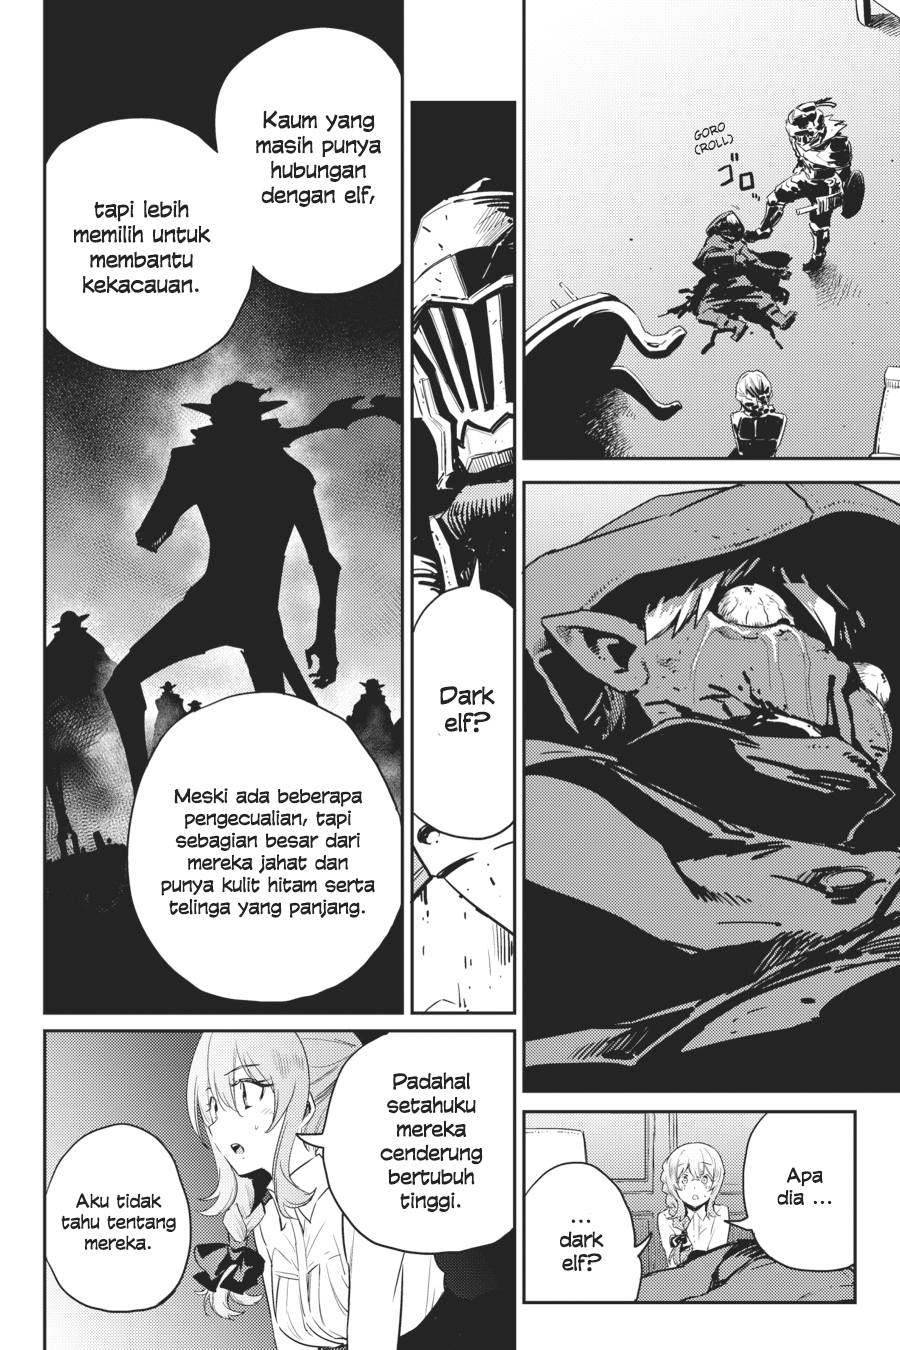 GORO
(ROLL)
ゴロ
Apa
dia ...
...
dark
elf?
Dark
elf?
Kaum yang
masih punya
hubungan
dengan elf,
tapi lebih
memilih untuk
membantu
kekacauan.
Meski ada beberapa
pengecualian, tapi
sebagian besar dari
mereka jahat dan
punya kulit hitam serta
telinga yang panjang.
Padahal
setahuku
mereka
cenderung
bertubuh
tinggi.
Aku tidak
tahu tentang
mereka.